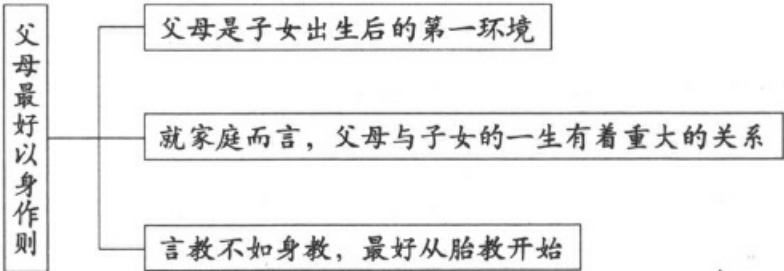 父母最好以身作则
父母是子女出生后的第一环境
就家庭而言，父母与子女的一生有着重大的关系
言教不如身教，最好从胎教开始